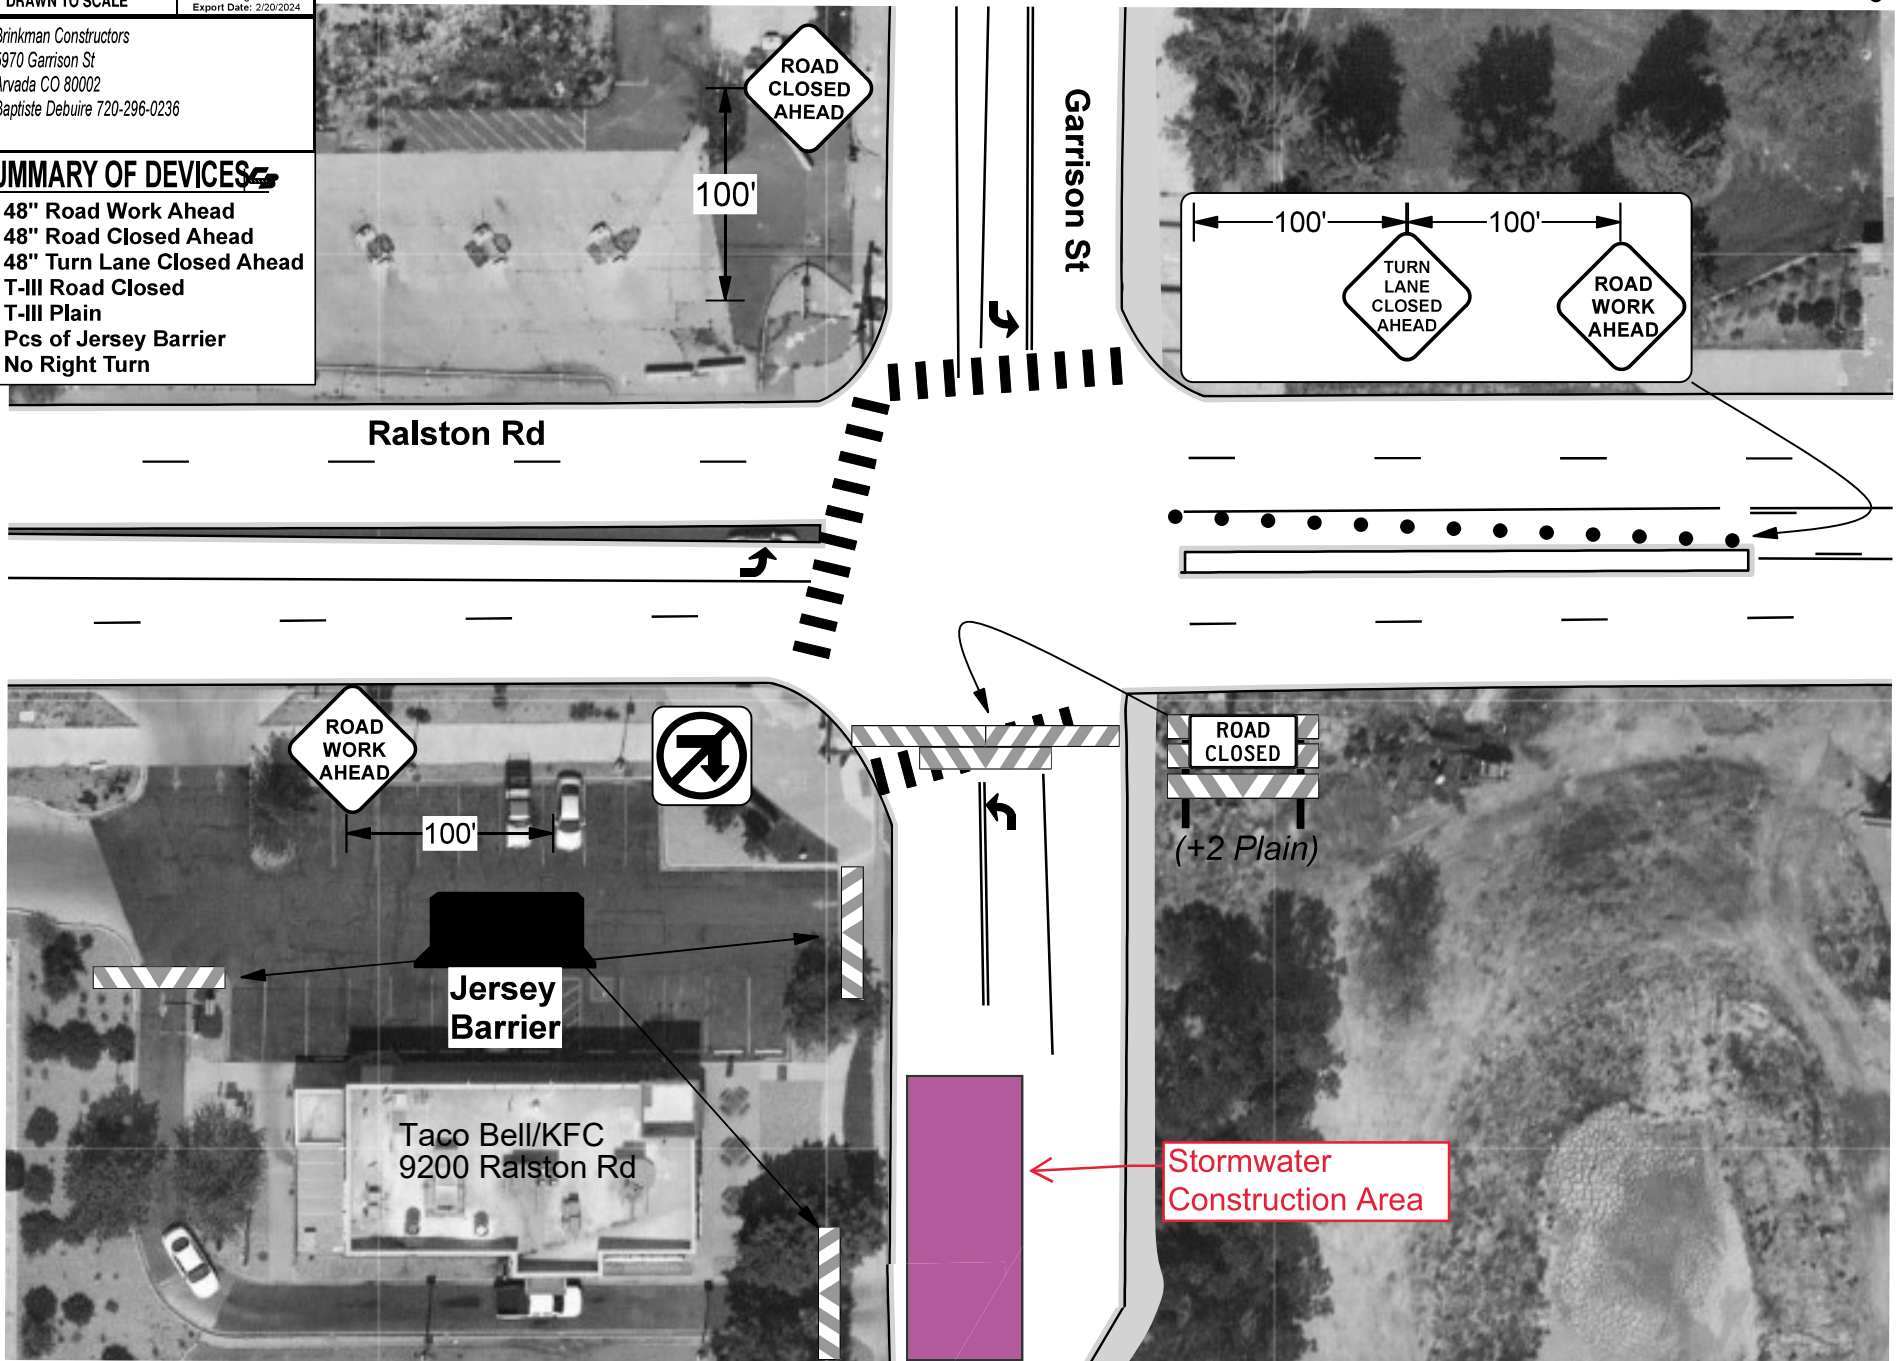 DRAWN TO SCALE
Export Date: 2/20/2024
Brinkman Constructors
5970 Garrison St
Arvada CO 80002
Baptiste Debuire 720-296-0236
SUMMARY OF DEVICES
48" Road Work Ahead
48" Road Closed Ahead
48" Turn Lane Closed Ahead
T-III Road Closed
T-III Plain
Pcs of Jersey Barrier
No Right Turn
ROAD
CLOSED
AHEAD
100'
Garrison St
100'
100'
TURN
LANE
CLOSED
AHEAD
ROAD
WORK
AHEAD
Ralston Rd
ROAD
WORK
AHEAD
100'
ROAD
CLOSED
(+2 Plain)
Jersey
Barrier
Taco Bell/KFC
9200 Ralston Rd
Stormwater
Construction Area